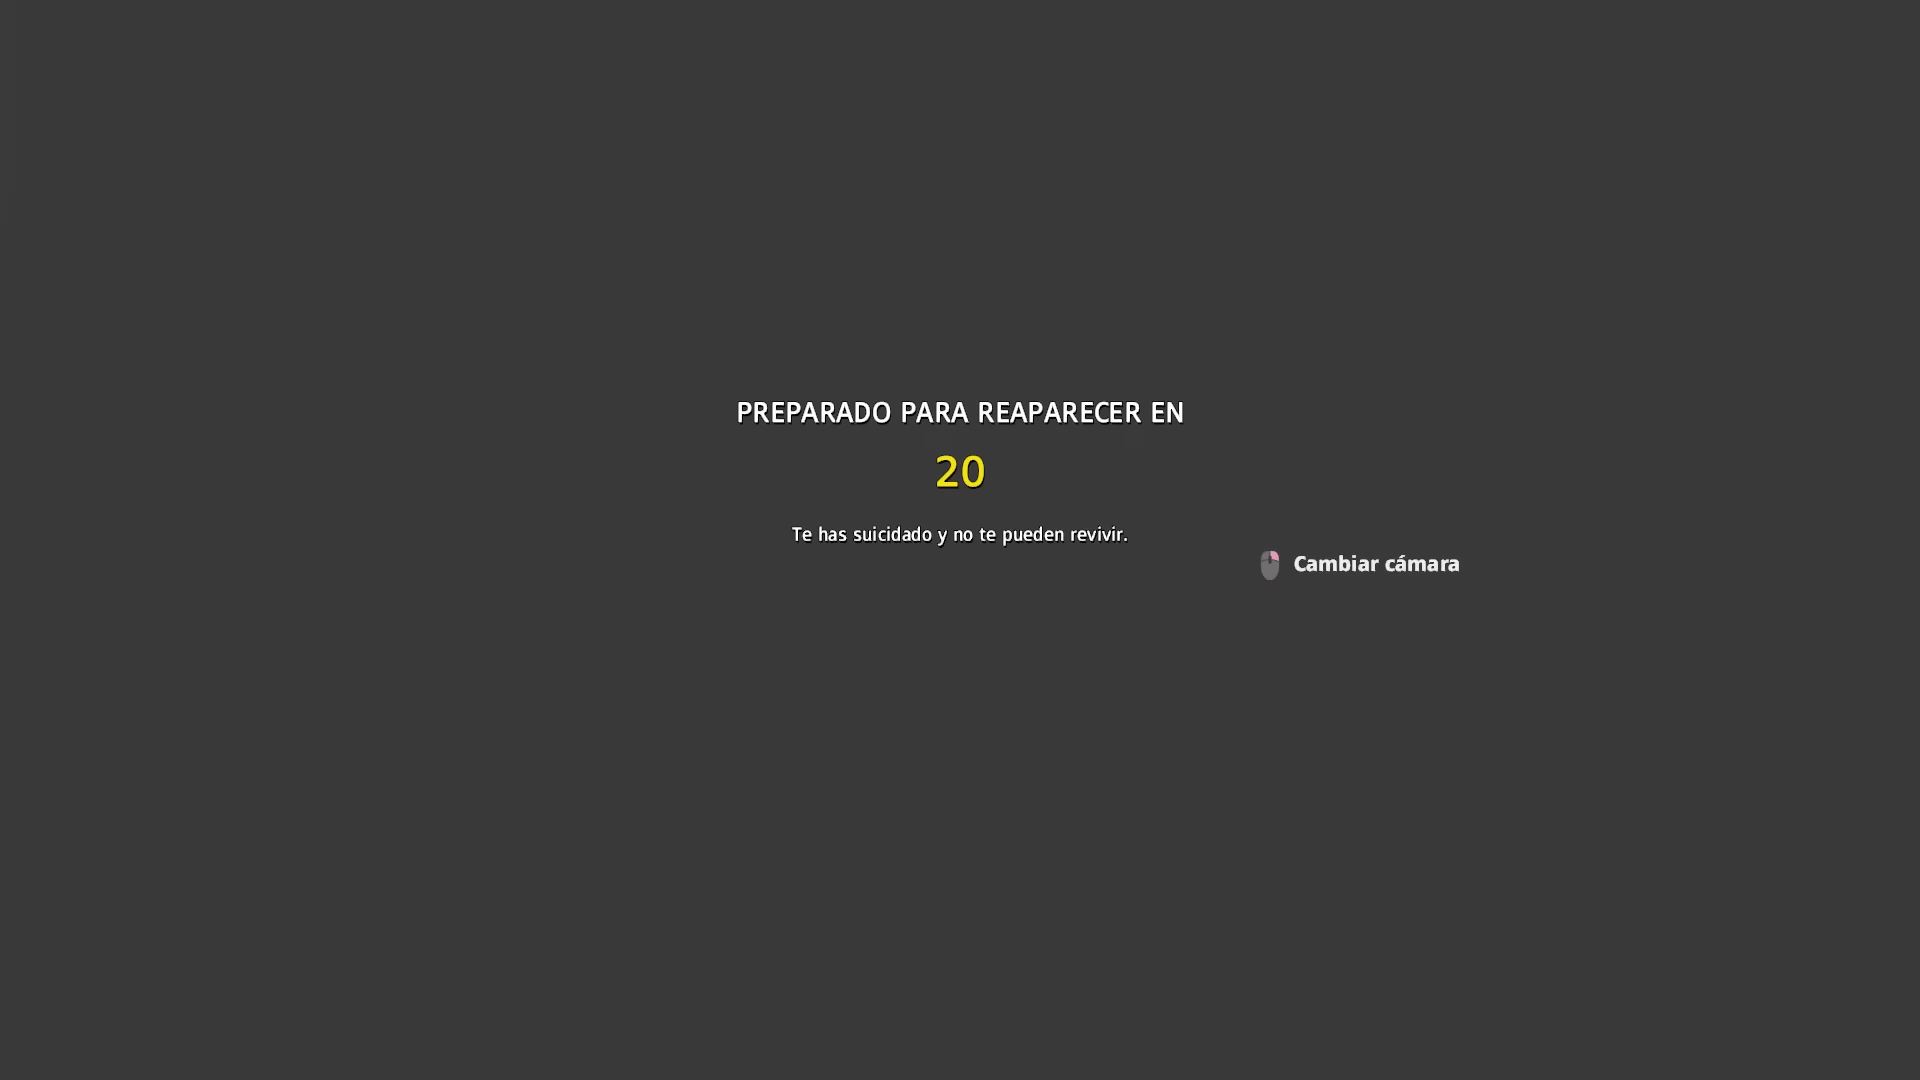 PREPARADO PARA REAPARECER EN
20
Te has suicidado y no te pueden revivir.
Cambiar cámara